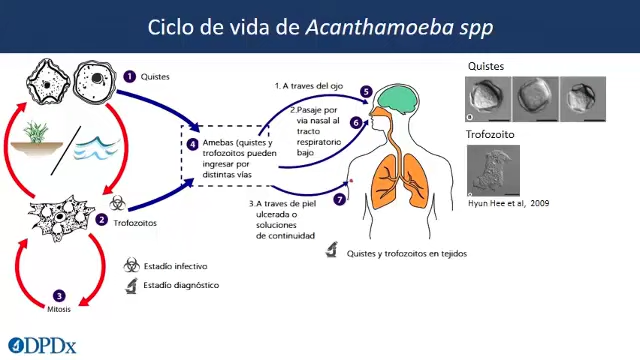 Ciclo de vida de Acanthamoeba spp
1 Quistes
2 Trofozoitos
3
Mitosis
4 Amebas (quistes y
trofozoitos pueden
ingresar por
distintas vías
1. A traves del ojo
2.Pasaje por
via nasal al
tracto
respiratorio
bajo
3.A traves de piel
ulcerada o
soluciones
de continuidad
5
6
7
Quistes y trofozoitos en tejidos
Estadío infectivo
Estadío diagnóstico
Quistes
Trofozoito
Hyun Hee et al, 2009
DPDx